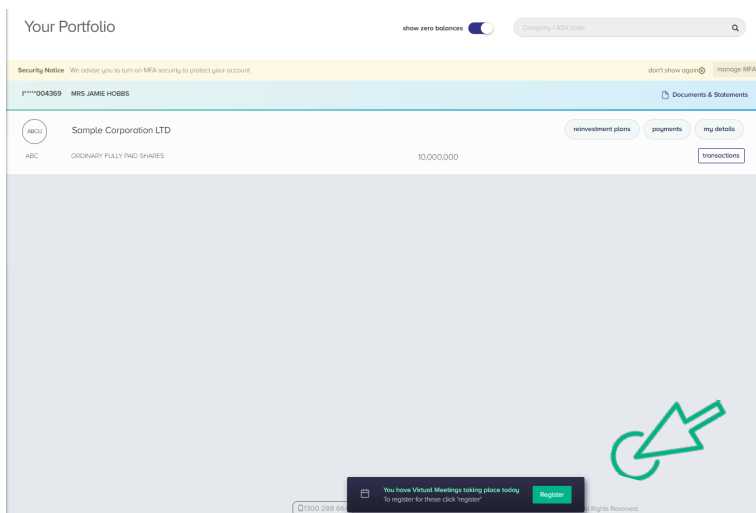 Your Portfolio
show zero balances
Company / ASX code
Security Notice We advise you to turn on MFA security to protect your account
don't show again
manage MFA
I*****004369 MRS JAMIE HOBBS
Documents & Statements
ABCU Sample Corporation LTD
reinvestment plans payments my details
ABC ORDINARY FULLY PAID SHARES 10,000,000 transactions
You have Virtual Meetings taking place today
To register for these click 'register'
Register
1300 288 66
Rights Reserved.